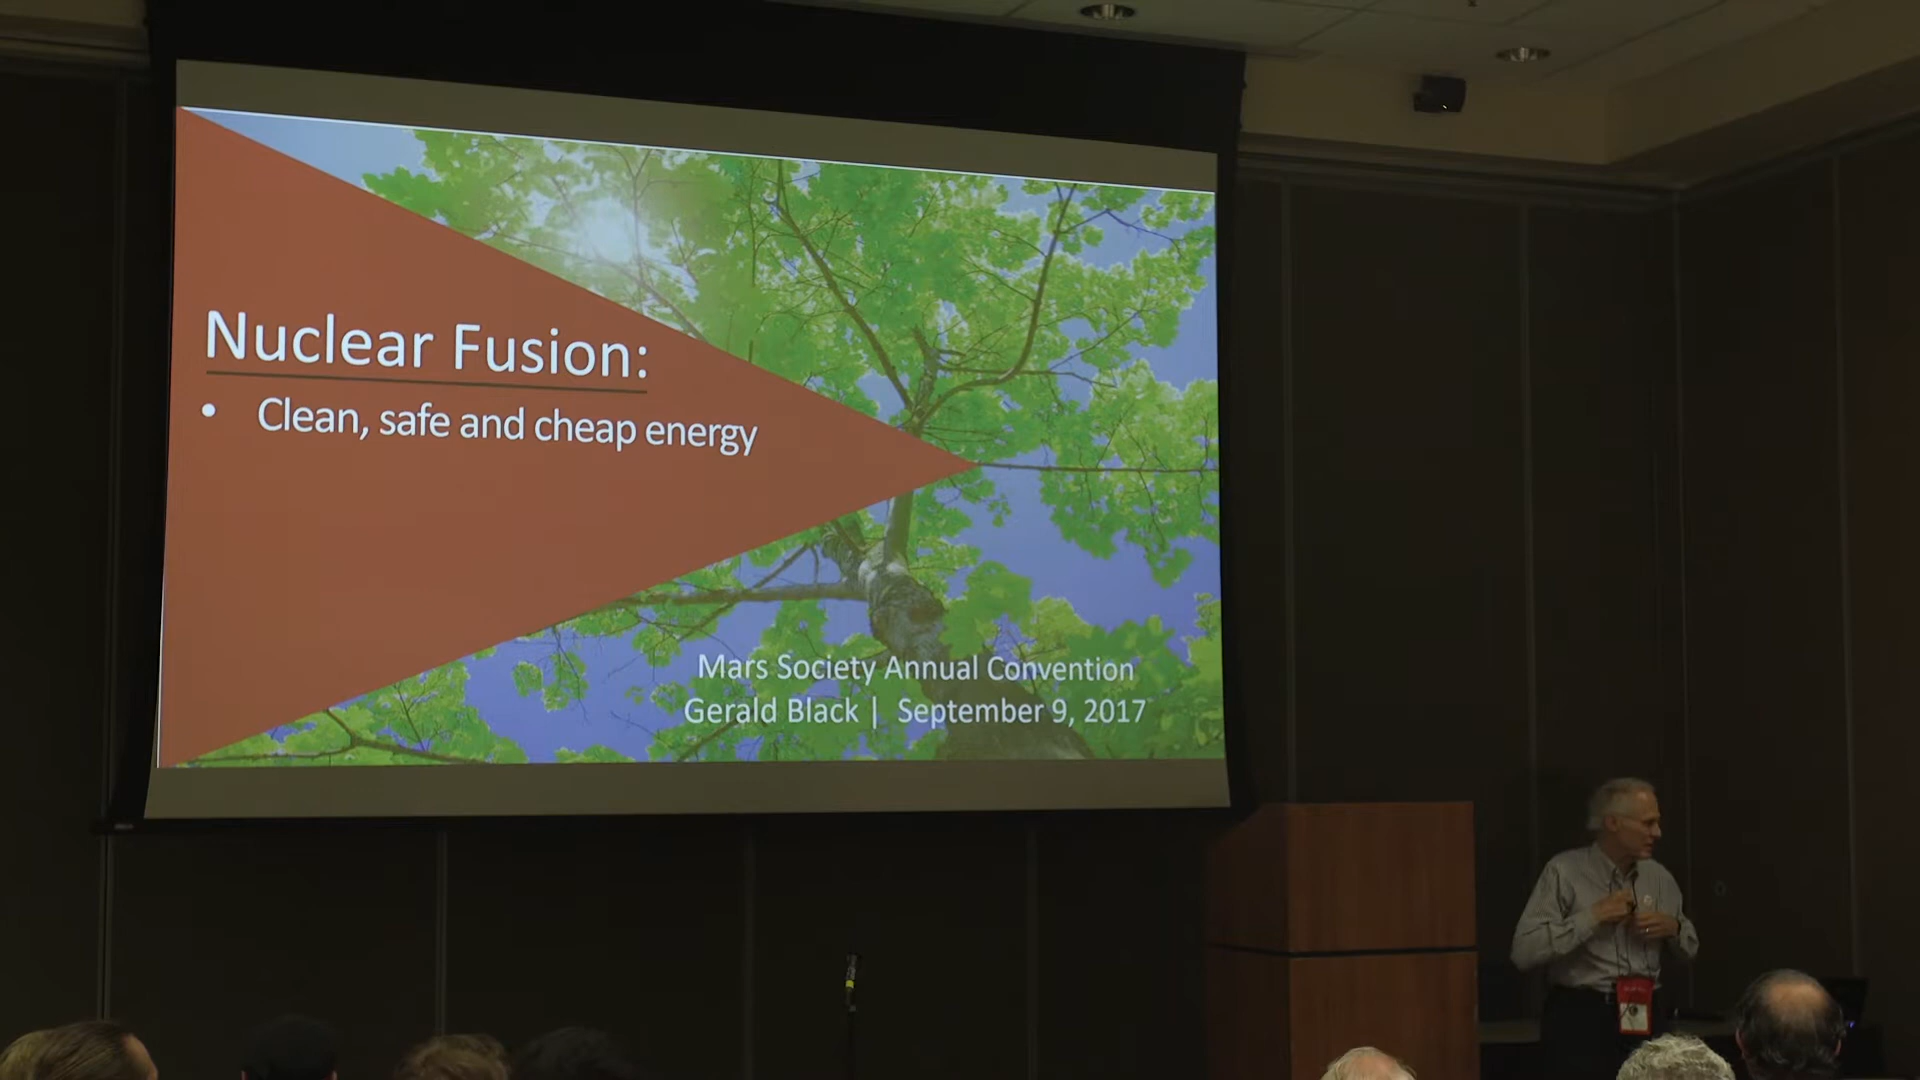 Nuclear Fusion:
• Clean, safe and cheap energy
Mars Society Annual Convention
Gerald Black | September 9, 2017